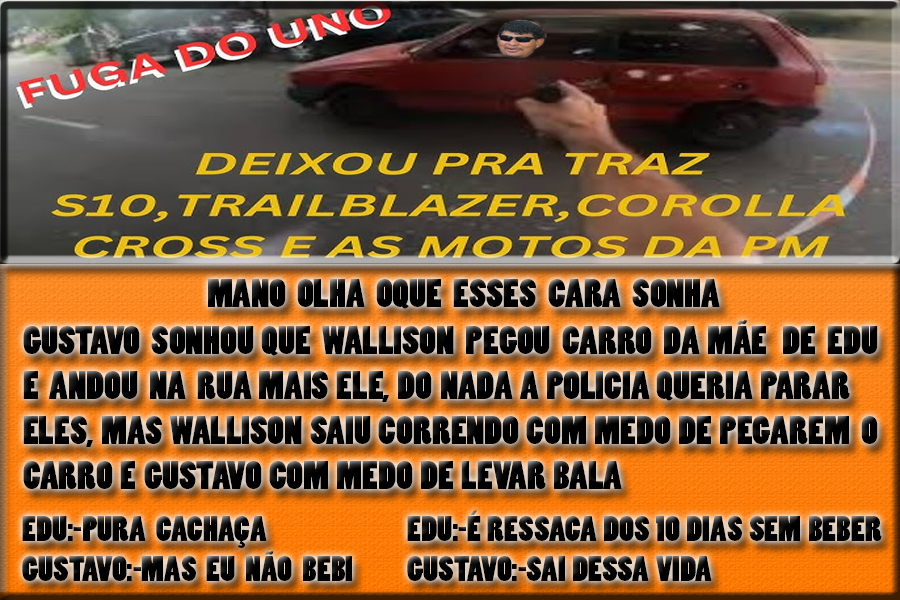 FUGA DO UNO
DEIXOU PRA TRAZ
S10,TRAILBLAZER,COROLLA
CROSS E AS MOTOS DA PM
MANO OLHA OQUE ESSES CARA SONHA
GUSTAVO SONHOU QUE WALLISON PEGOU CARRO DA MÃE DE EDU
E ANDOU NA RUA MAIS ELE, DO NADA A POLICIA QUERIA PARAR
ELES, MAS WALLISON SAIU CORRENDO COM MEDO DE PEGAREM O
CARRO E GUSTAVO COM MEDO DE LEVAR BALA
EDU:-PURA CACHAÇA
GUSTAVO:-MAS EU NÃO BEBI
EDU:-É RESSACA DOS 10 DIAS SEM BEBER
GUSTAVO:-SAI DESSA VIDA